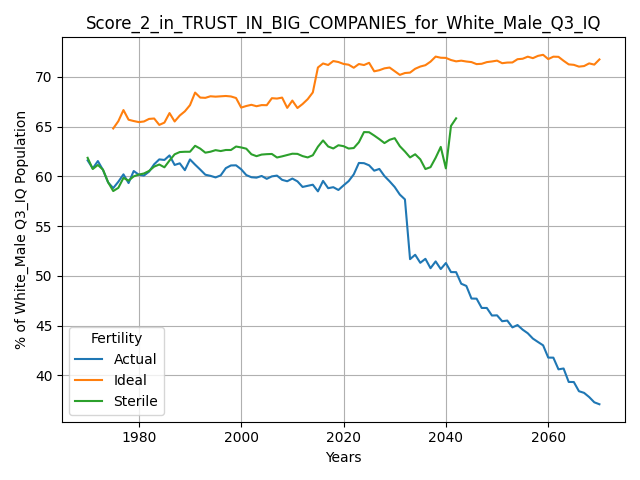 Score_2_in_TRUST_IN_BIG_COMPANIES_for_White_Male_Q3_IQ
% of White_Male Q3_IQ Population
70
65
60
55
50
45
40
Fertility
Actual
Ideal
Sterile
1980
2000
2020
2040
2060
Years